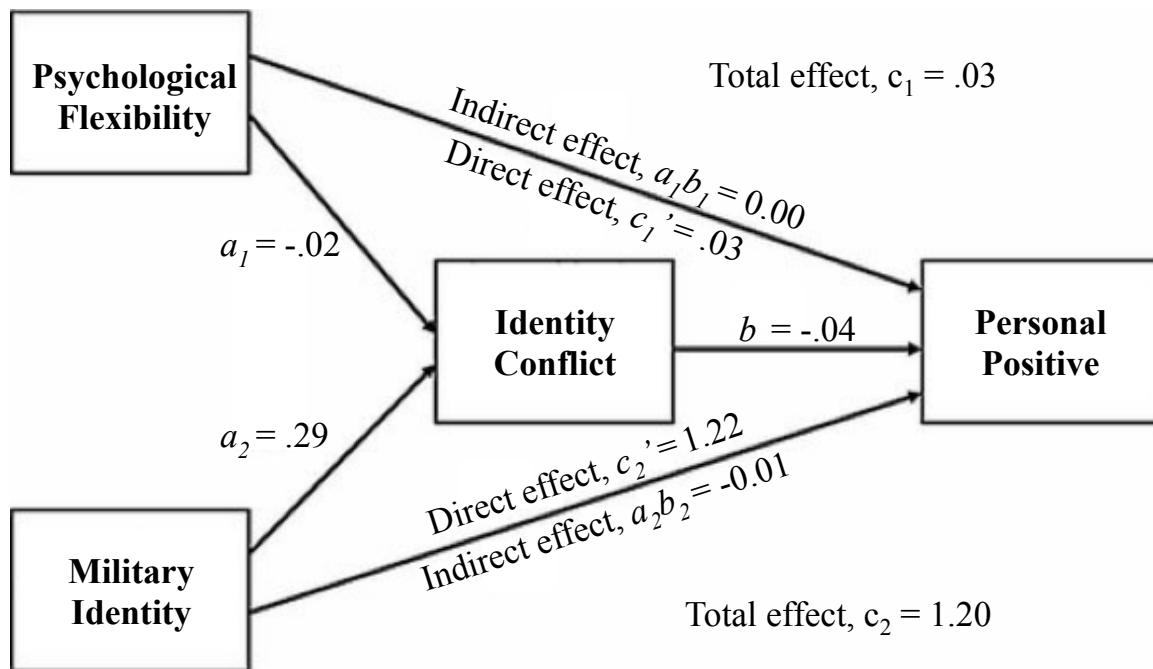 Psychological
Flexibility
Total effect, c₁ = .03
Indirect effect, a₁b₁ = 0.00
Direct effect, c₁’ = .03
a₁ = -.02
Identity
Conflict
b = -.04
Personal
Positive
a₂ = .29
Direct effect, c₂’ = 1.22
Indirect effect, a₂b₂ = -0.01
Military
Identity
Total effect, c₂ = 1.20